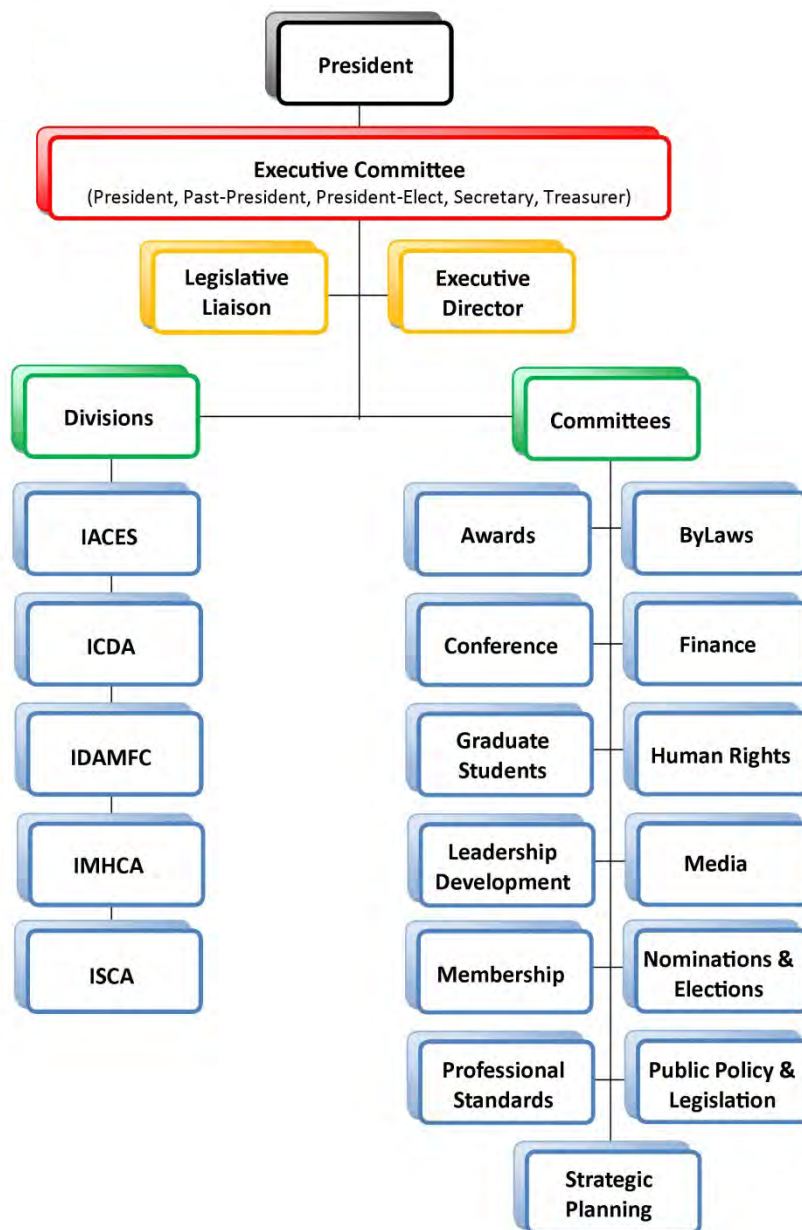 President
Executive Committee
(President, Past-President, President-Elect, Secretary, Treasurer)
Legislative
Liaison
Executive
Director
Divisions
Committees
IACES
ICDA
IDAMFC
IMHCA
ISCA
Awards
ByLaws
Conference
Finance
Graduate
Students
Human Rights
Leadership
Development
Media
Membership
Nominations &
Elections
Professional
Standards
Public Policy &
Legislation
Strategic
Planning